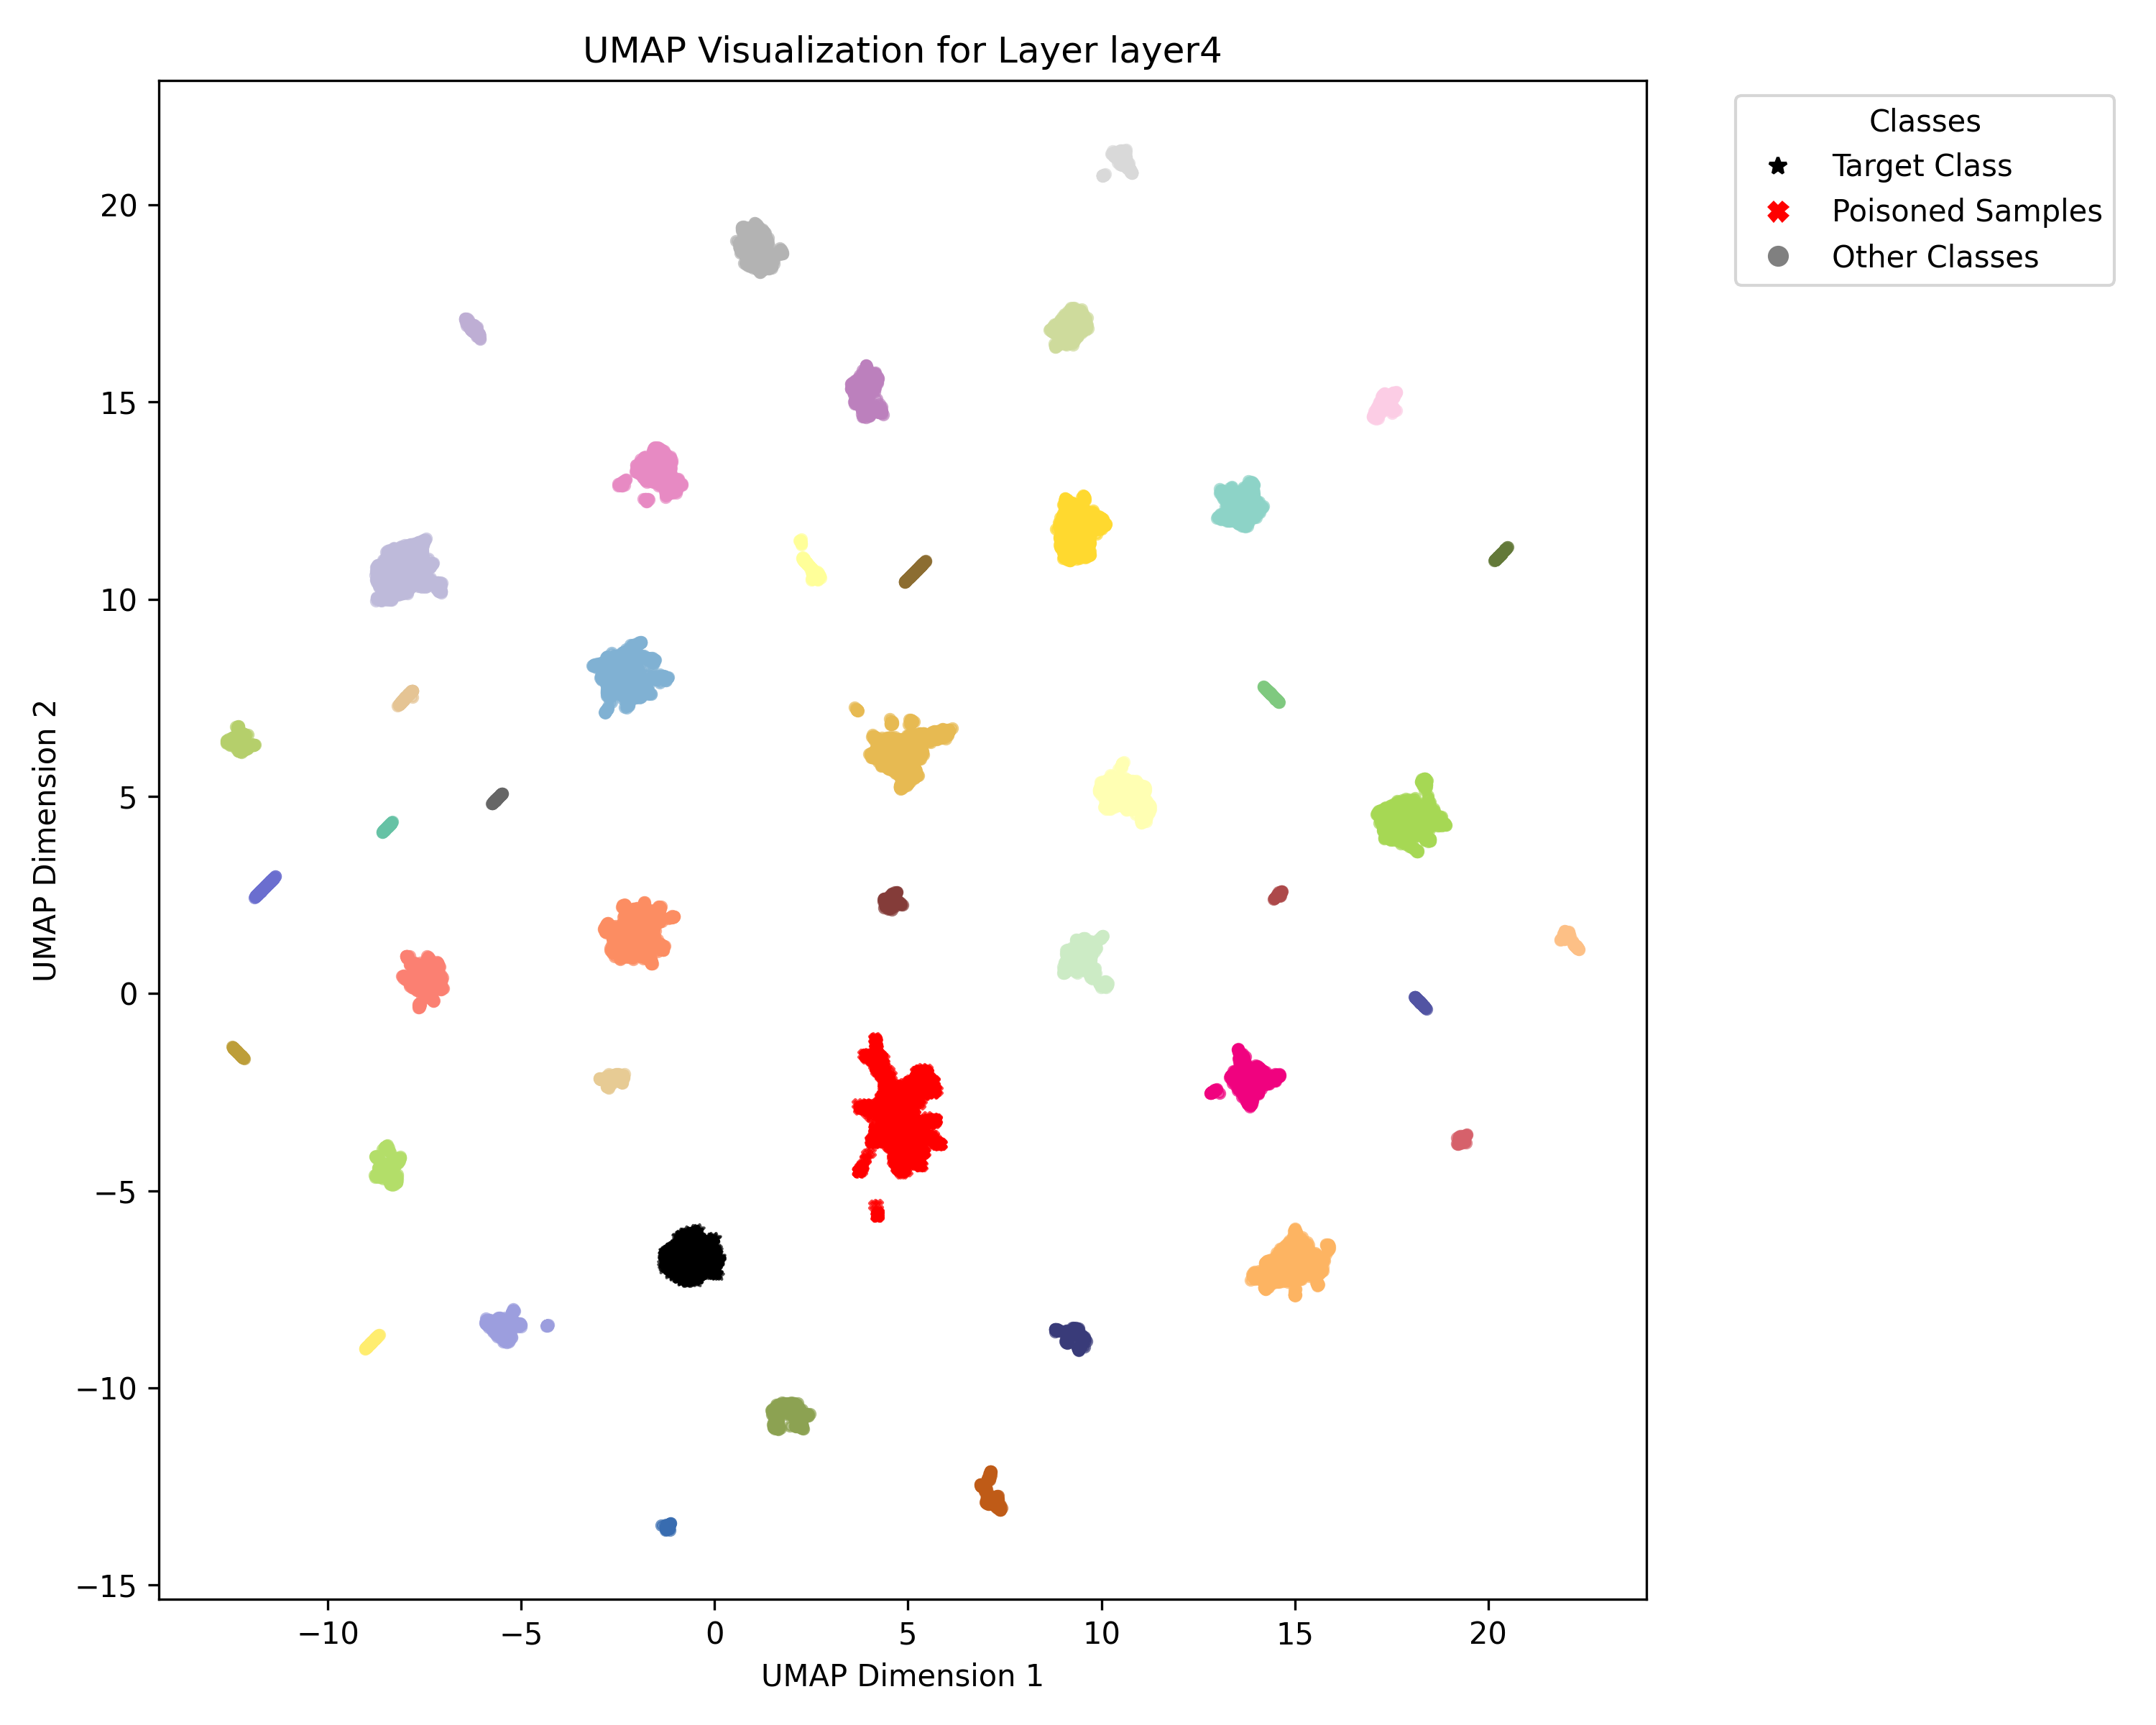 UMAP Visualization for Layer layer4
Classes
Target Class
Poisoned Samples
Other Classes
20
15
10
5
0
−5
−10
−15
UMAP Dimension 2
−10
−5
0
5
10
15
20
UMAP Dimension 1